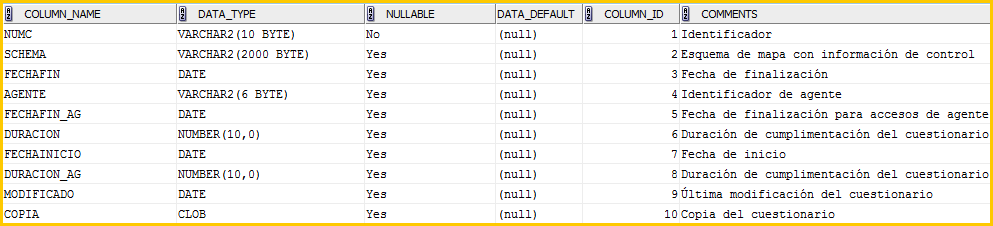 COLUMN_NAME DATA_TYPE NULLABLE DATA_DEFAULT COLUMN_ID COMMENTS
NUMC VARCHAR2(10 BYTE) No (null) 1 Identificador
SCHEMA VARCHAR2(2000 BYTE) Yes (null) 2 Esquema de mapa con información de control
FECHAFIN DATE Yes (null) 3 Fecha de finalización
AGENTE VARCHAR2(6 BYTE) Yes (null) 4 Identificador de agente
FECHAFIN_AG DATE Yes (null) 5 Fecha de finalización para accesos de agente
DURACION NUMBER(10,0) Yes (null) 6 Duración de cumplimentación del cuestionario
FECHAINICIO DATE Yes (null) 7 Fecha de inicio
DURACION_AG NUMBER(10,0) Yes (null) 8 Duración de cumplimentación del cuestionario
MODIFICADO DATE Yes (null) 9 Última modificación del cuestionario
COPIA CLOB Yes (null) 10 Copia del cuestionario